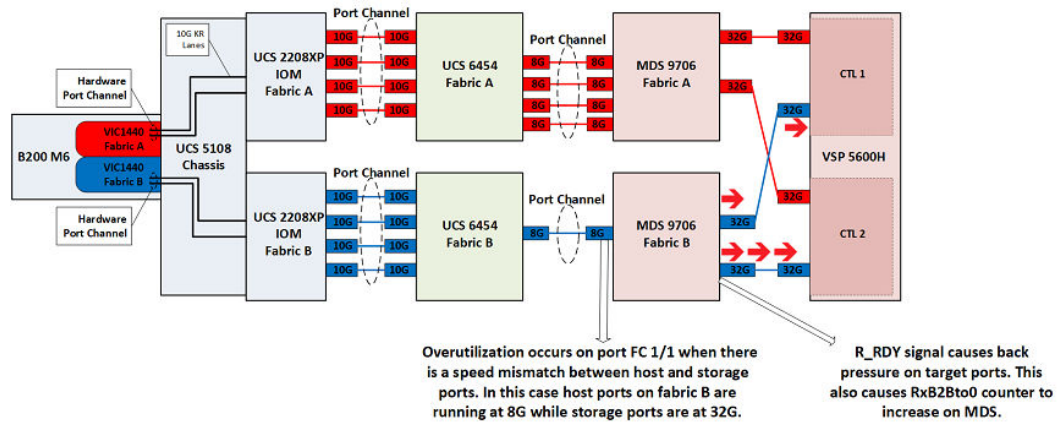 Port Channel
10G KR
Lanes
Hardware
Port Channel
B200 M6
VIC1440
Fabric A
VIC1440
Fabric B
UCS 5108
Chassis
Hardware
Port Channel
UCS 2208XP
IOM
Fabric A
10G 10G
10G 10G
10G 10G
10G 10G
UCS 6454
Fabric A
Port Channel
8G 8G
8G 8G
8G 8G
8G 8G
MDS 9706
Fabric A
32G 32G
32G
32G
32G
CTL 1
VSP 5600H
CTL 2
Port Channel
UCS 2208XP
IOM
Fabric B
10G 10G
10G 10G
10G 10G
10G 10G
UCS 6454
Fabric B
Port Channel
8G 8G
MDS 9706
Fabric B
32G
32G 32G
Overutilization occurs on port FC 1/1 when there
is a speed mismatch between host and storage
ports. In this case host ports on fabric B are
running at 8G while storage ports are at 32G.
R_RDY signal causes back
pressure on target ports. This
also causes RxB2Bto0 counter to
increase on MDS.